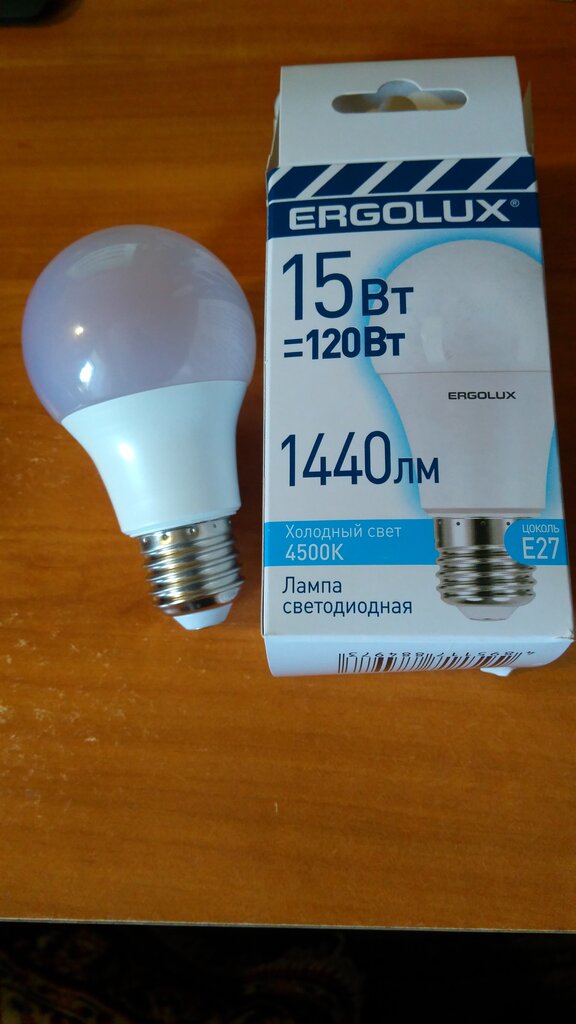 ERGOLUX®
15Вт
=120Вт
ERGOLUX
1440лм
Холодный свет
4500K
цоколь
E27
Лампа
светодиодная